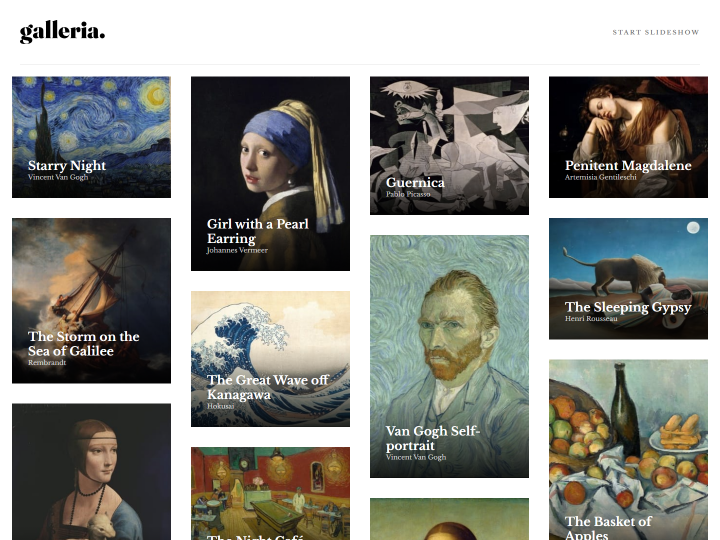 galleria.
START SLIDESHOW
Starry Night
Vincent Van Gogh
Girl with a Pearl
Earring
Johannes Vermeer
Guernica
Pablo Picasso
Penitent Magdalene
Artemisia Gentileschi
The Storm on the
Sea of Galilee
Rembrandt
The Great Wave off
Kanagawa
Hokusai
Van Gogh Self-
portrait
Vincent Van Gogh
The Sleeping Gypsy
Henri Rousseau
The Night Café
The Basket of
Apples